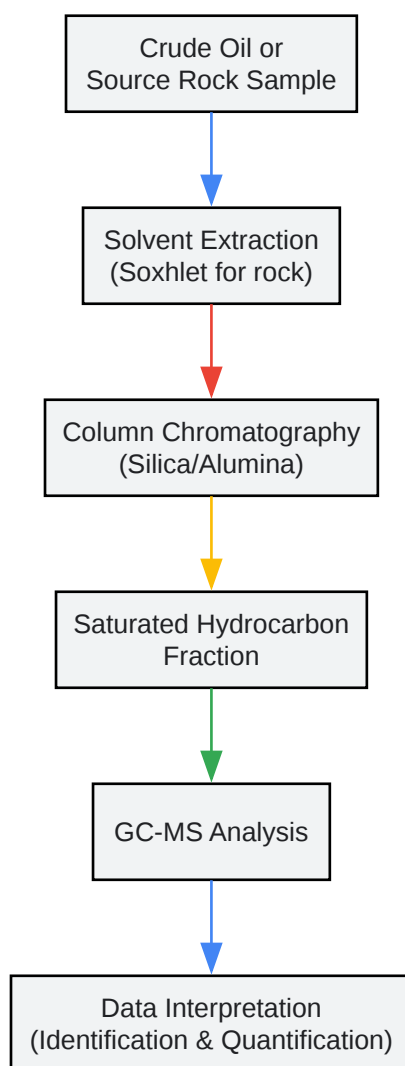 Crude Oil or
Source Rock Sample
Solvent Extraction
(Soxhlet for rock)
Column Chromatography
(Silica/Alumina)
Saturated Hydrocarbon
Fraction
GC-MS Analysis
Data Interpretation
(Identification & Quantification)